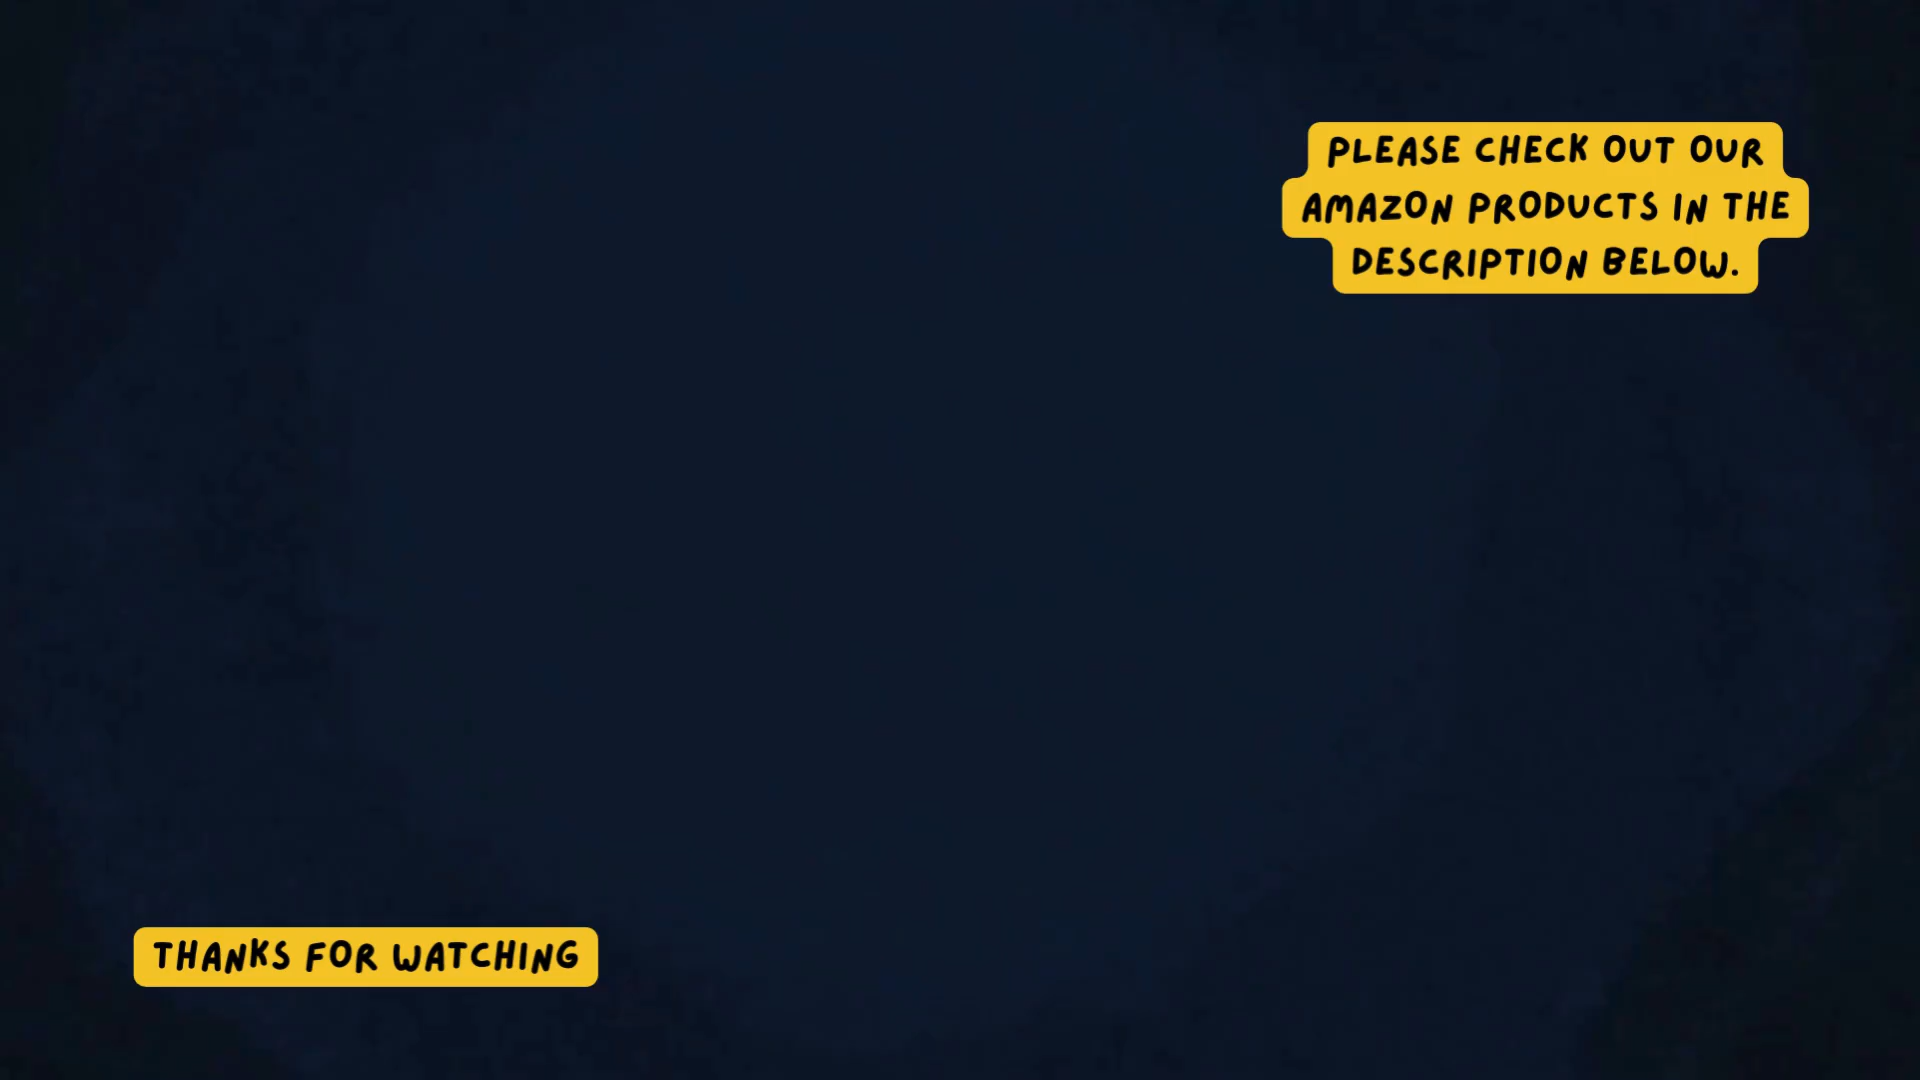 PLEASE CHECK OUT OUR
AMAZON PRODUCTS IN THE
DESCRIPTION BELOW.
THANKS FOR WATCHING